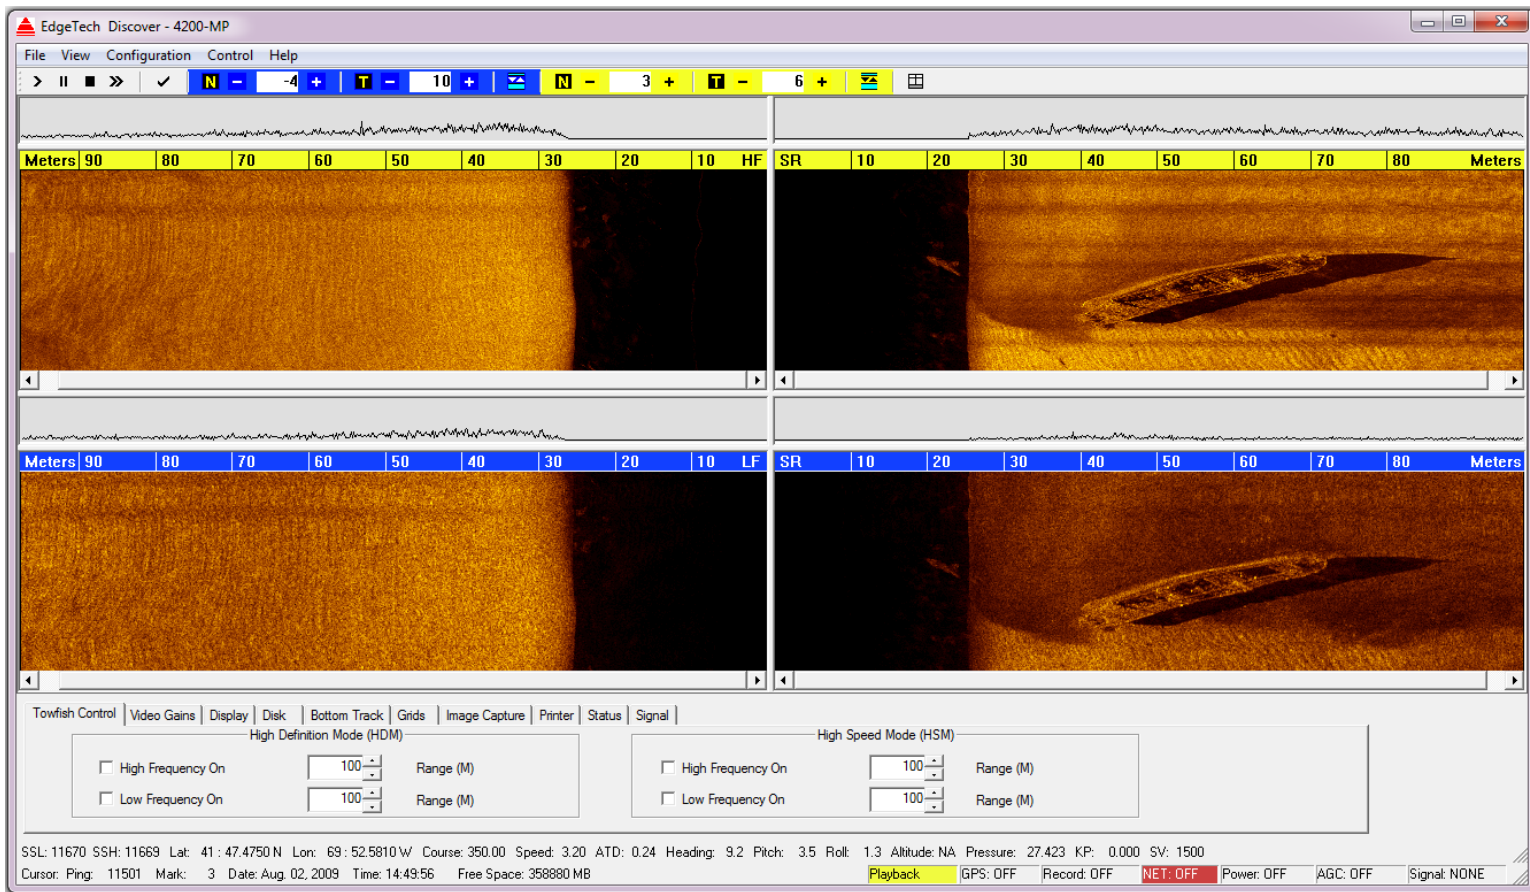 EdgeTech Discover - 4200-MP
File View Configuration Control Help
N - -4 + T - 10 + N - 3 + T - 6 +
Meters 90 80 70 60 50 40 30 20 10 HF SR 10 20 30 40 50 60 70 80 Meters
Meters 90 80 70 60 50 40 30 20 10 LF SR 10 20 30 40 50 60 70 80 Meters
Towfish Control Video Gains Display Disk Bottom Track Grids Image Capture Printer Status Signal
High Definition Mode (HDM) High Speed Mode (HSM)
High Frequency On 100 Range (M) High Frequency On 100 Range (M)
Low Frequency On 100 Range (M) Low Frequency On 100 Range (M)
SSL: 11670 SSH: 11669 Lat: 41 : 47.4750 N Lon: 69 : 52.5810 W Course: 350.00 Speed: 3.20 ATD: 0.24 Heading: 9.2 Pitch: 3.5 Roll: 1.3 Altitude: NA Pressure: 27.423 KP: 0.000 SV: 1500
Cursor: Ping: 11501 Mark: 3 Date: Aug. 02, 2009 Time: 14:49:56 Free Space: 358880 MB Playback GPS: OFF Record: OFF NET: OFF Power: OFF AGC: OFF Signal: NONE